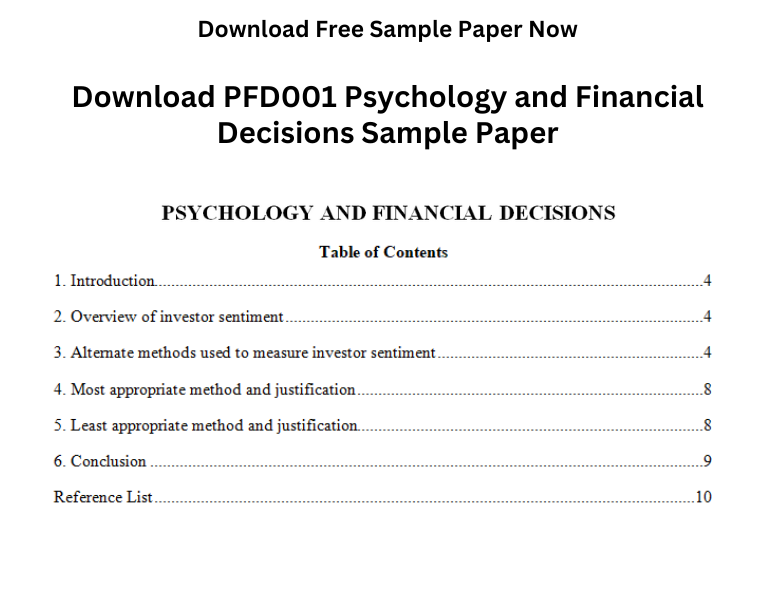 Download Free Sample Paper Now
Download PFD001 Psychology and Financial
Decisions Sample Paper
PSYCHOLOGY AND FINANCIAL DECISIONS
Table of Contents
1. Introduction....................................................................................................................................4
2. Overview of investor sentiment....................................................................................................4
3. Alternate methods used to measure investor sentiment................................................................4
4. Most appropriate method and justification...................................................................................8
5. Least appropriate method and justification...................................................................................8
6. Conclusion ....................................................................................................................................9
Reference List..................................................................................................................................10